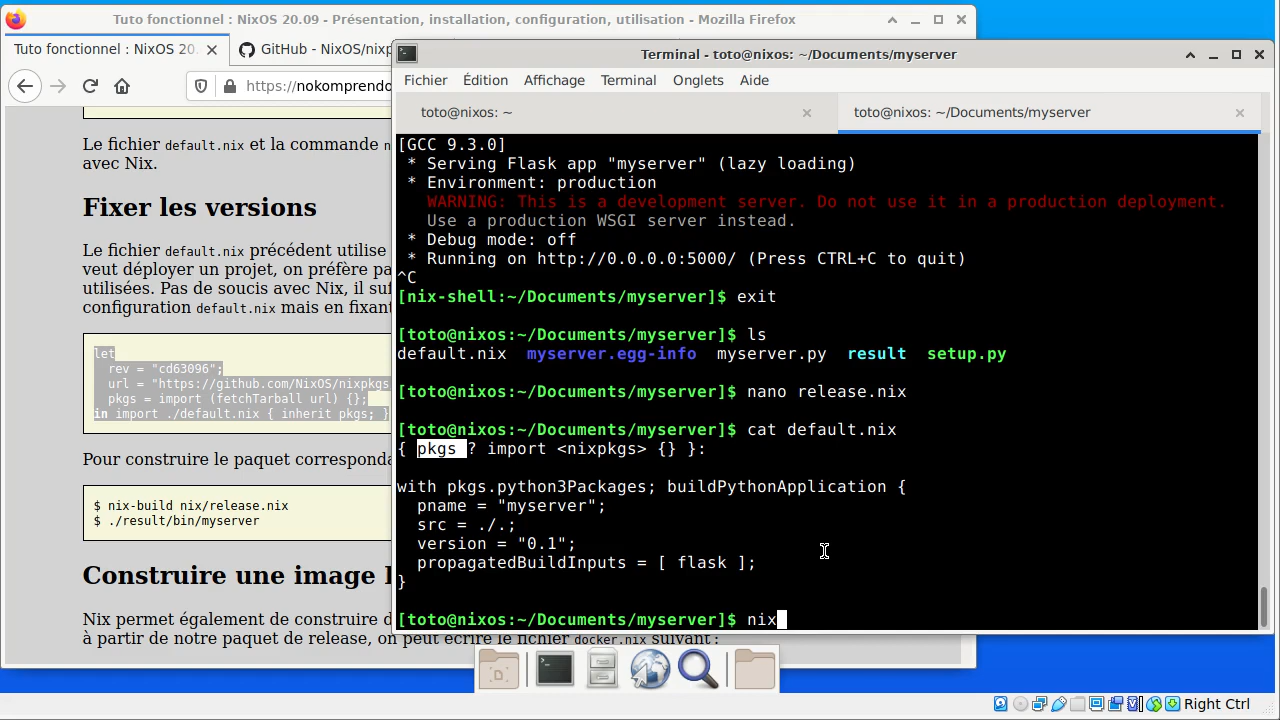 Tuto fonctionnel : NixOS 20.09 - Présentation, installation, configuration, utilisation - Mozilla Firefox
Tuto fonctionnel : NixOS 20.
GitHub - NixOS/nixp
https://nokomprendo
Le fichier default.nix et la commande n
avec Nix.
Fixer les versions
Le fichier default.nix précédent utilise
veut déployer un projet, on préfère pa
utilisées. Pas de soucis avec Nix, il suf
configuration default.nix mais en fixant
let
rev = "cd63096";
url = "https://github.com/NixOS/nixpkgs
pkgs = import (fetchTarball url) {};
in import ./default.nix { inherit pkgs; }
Pour construire le paquet corresponda
$ nix-build nix/release.nix
$ ./result/bin/myserver
Construire une image
Nix permet également de construire d
à partir de notre paquet de release, on peut écrire le fichier docker.nix suivant :
Terminal - toto@nixos: ~/Documents/myserver
Fichier Édition Affichage Terminal Onglets Aide
toto@nixos: ~
toto@nixos: ~/Documents/myserver
[GCC 9.3.0]
* Serving Flask app "myserver" (lazy loading)
* Environment: production
WARNING: This is a development server. Do not use it in a production deployment.
Use a production WSGI server instead.
* Debug mode: off
* Running on http://0.0.0.0:5000/ (Press CTRL+C to quit)
^C
[nix-shell:~/Documents/myserver]$ exit
[toto@nixos:~/Documents/myserver]$ ls
default.nix myserver.egg-info myserver.py result setup.py
[toto@nixos:~/Documents/myserver]$ nano release.nix
[toto@nixos:~/Documents/myserver]$ cat default.nix
{ pkgs ? import <nixpkgs> {} }:
with pkgs.python3Packages; buildPythonApplication {
pname = "myserver";
src = ./.;
version = "0.1";
propagatedBuildInputs = [ flask ];
}
[toto@nixos:~/Documents/myserver]$ nix
Right Ctrl